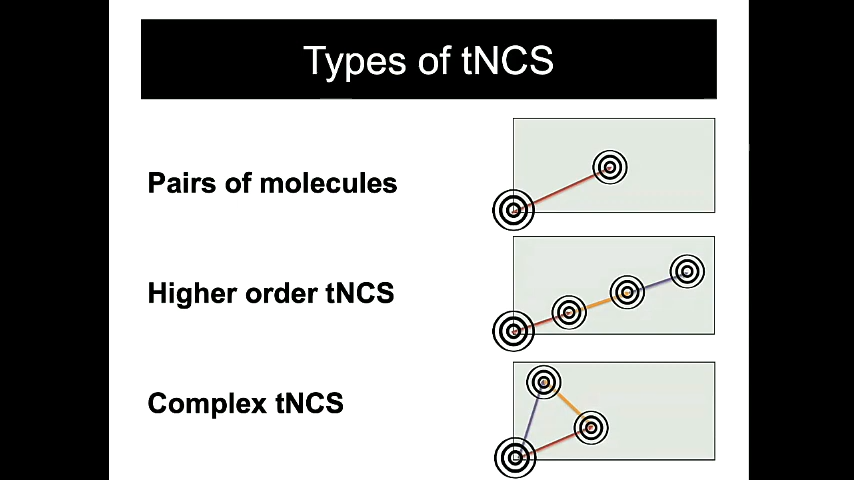 Types of tNCS
Pairs of molecules
Higher order tNCS
Complex tNCS